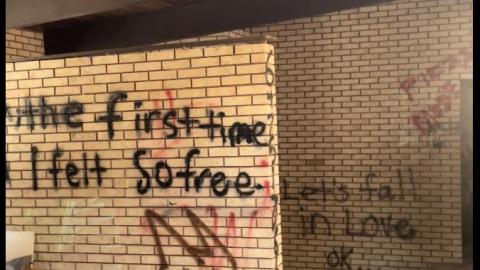 the first time
I felt So free.
Let's fall
in Love
OK